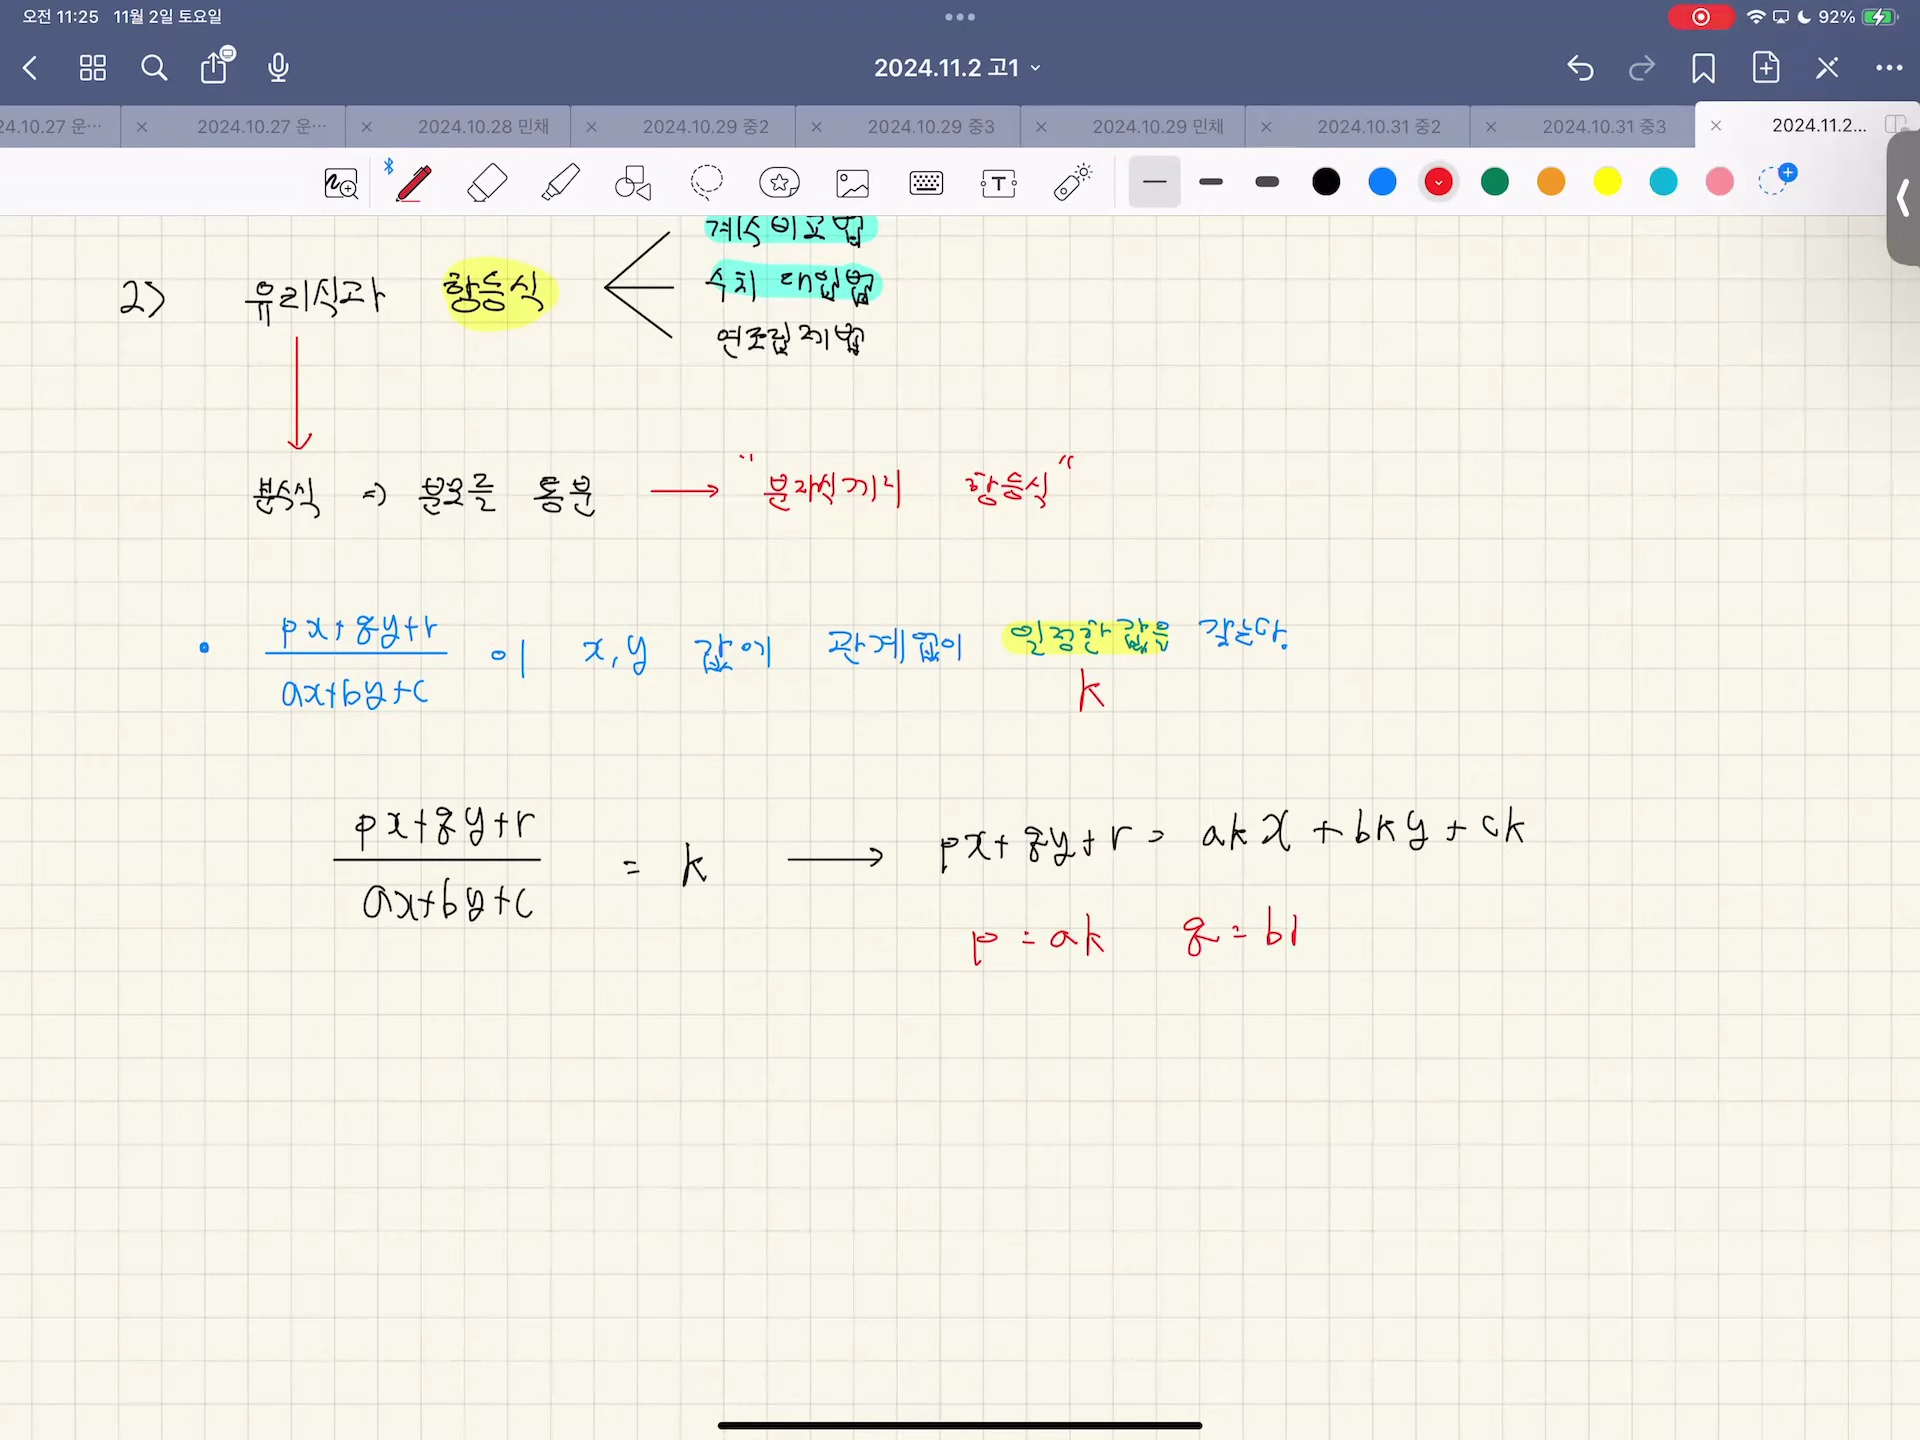 오전 11:25 11월 2일 토요일 92%
2024.11.2 고1
24.10.27 운… 2024.10.27 운… 2024.10.28 민채 2024.10.29 중2 2024.10.29 중3 2024.10.29 민채 2024.10.31 중2 2024.10.31 중3 2024.11.2...
계수비교법
2> 유리식과 항등식
수치대입법
연조립제법
분수식 => 분모를 통분 → "분자식끼리 항등식"
• px+qy+r / ax+by+c 이 x, y 값에 관계없이 일정한 값을 갖는다.
k
px+qy+r / ax+by+c = k → px+qy+r = akx+bky+ck
p = ak q = bl